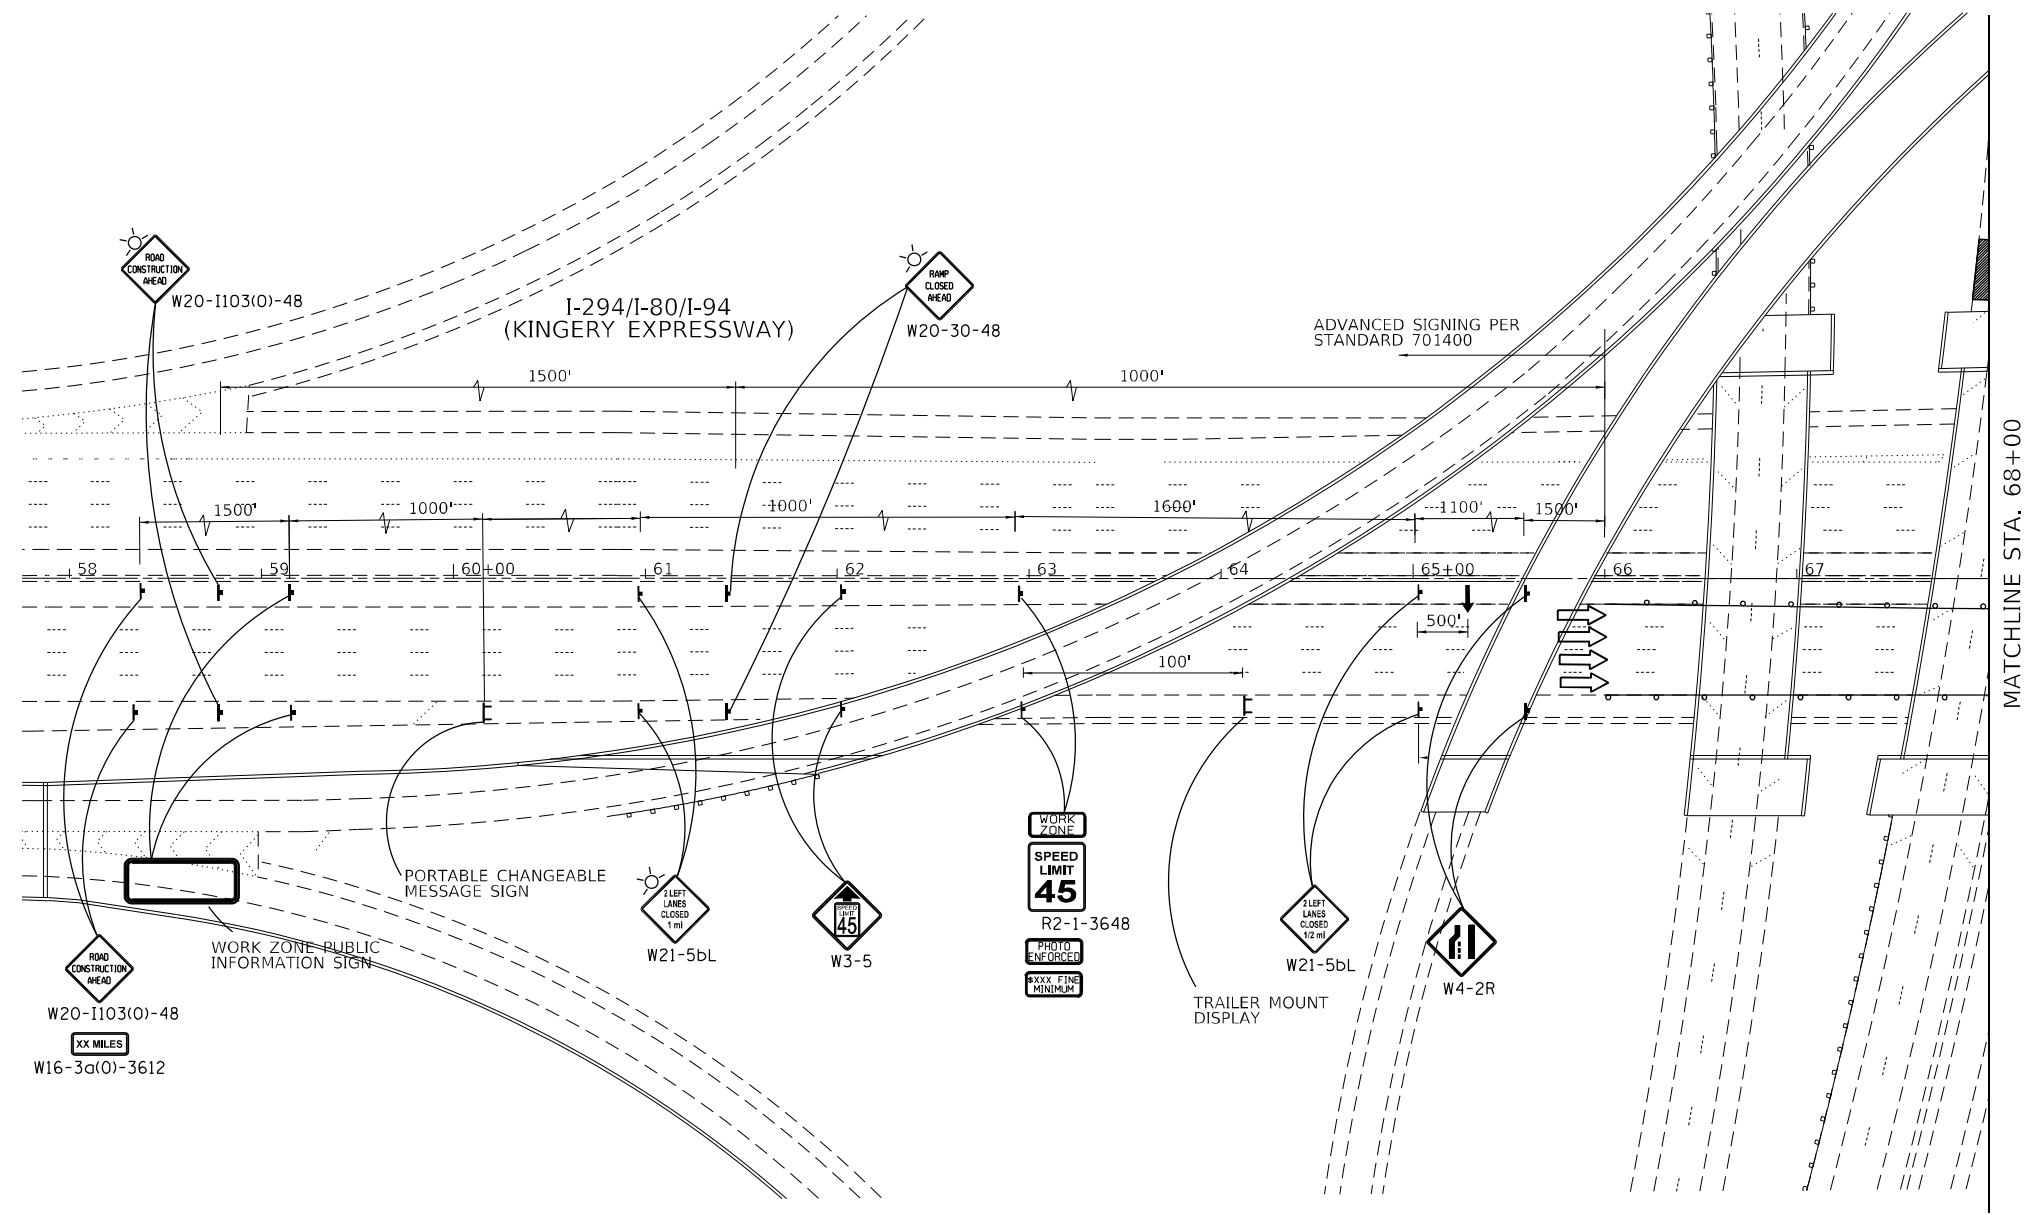 ROAD
CONSTRUCTION
AHEAD
W20-I103(O)-48
I-294/I-80/I-94
(KINGERY EXPRESSWAY)
RAMP
CLOSED
AHEAD
W20-30-48
ADVANCED SIGNING PER
STANDARD 701400
1500'
1000'
1500'
1000'
1000'
1600'
1100'
1500'
58
59
60+00
61
62
63
64
65+00
66
67
500'
100'
MATCHLINE STA. 68+00
WORK
ZONE
SPEED
LIMIT
45
R2-1-3648
PHOTO
ENFORCED
$XXX FINE
MINIMUM
PORTABLE CHANGEABLE
MESSAGE SIGN
2 LEFT
LANES
CLOSED
1 mi
W21-5bL
SPEED
LIMIT
45
W3-5
2 LEFT
LANES
CLOSED
1/2 mi
W21-5bL
W4-2R
WORK ZONE PUBLIC
INFORMATION SIGN
ROAD
CONSTRUCTION
AHEAD
W20-I103(O)-48
XX MILES
W16-3a(O)-3612
TRAILER MOUNT
DISPLAY